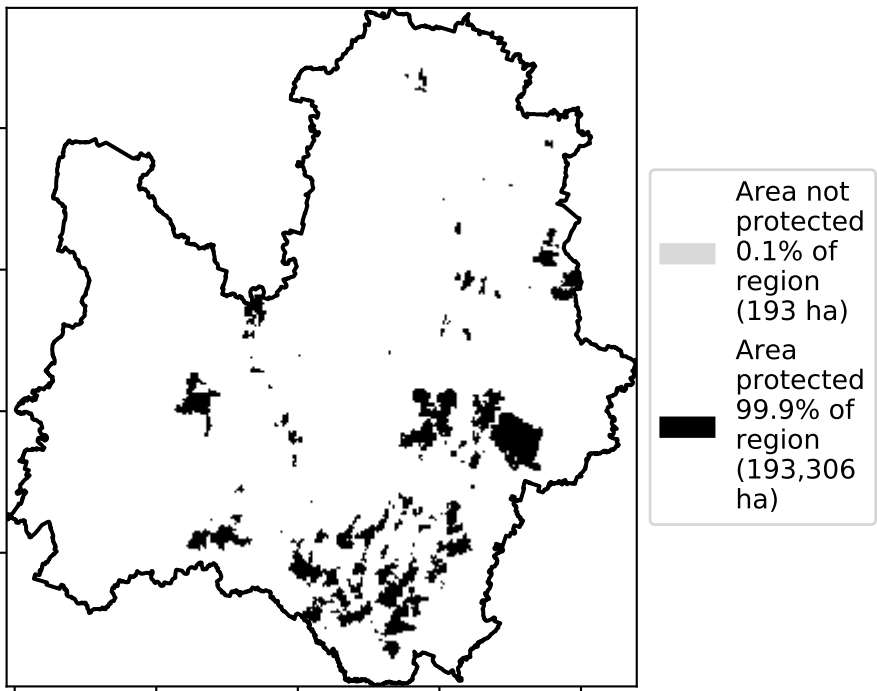 Area not
protected
0.1% of
region
(193 ha)
Area
protected
99.9% of
region
(193,306
ha)